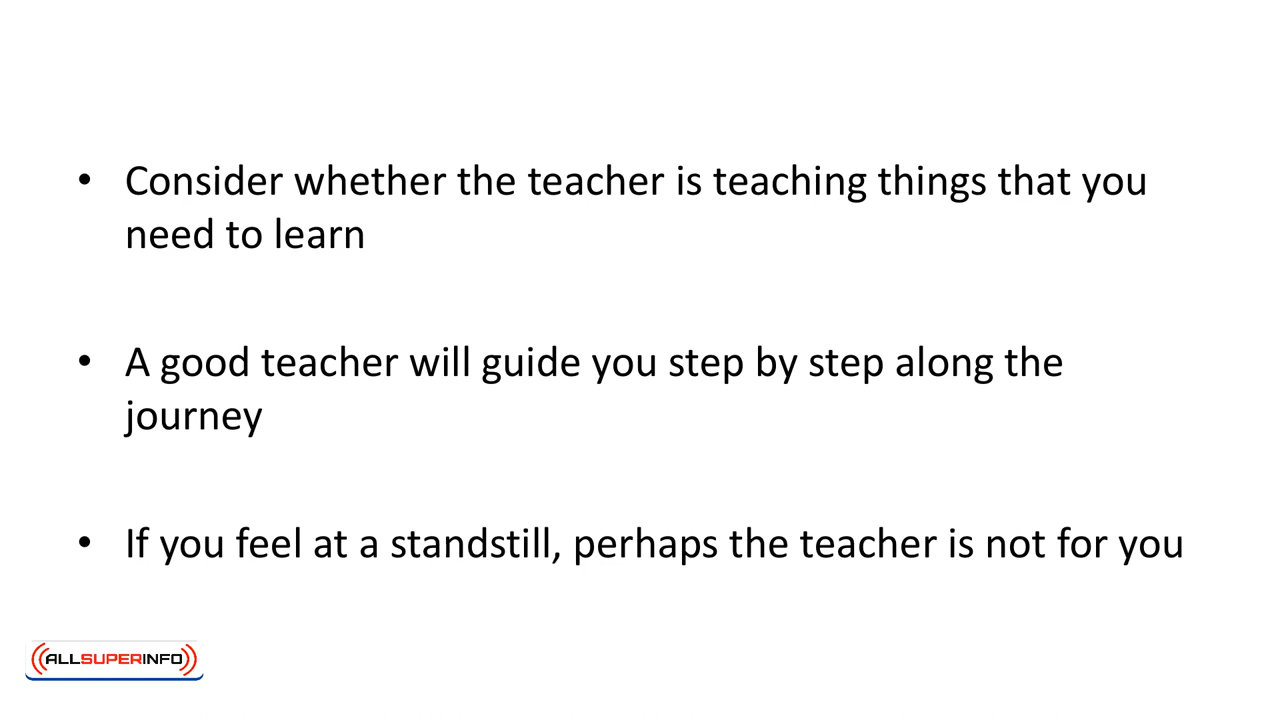 • Consider whether the teacher is teaching things that you
need to learn
• A good teacher will guide you step by step along the
journey
• If you feel at a standstill, perhaps the teacher is not for you
ALLSUPERINFO